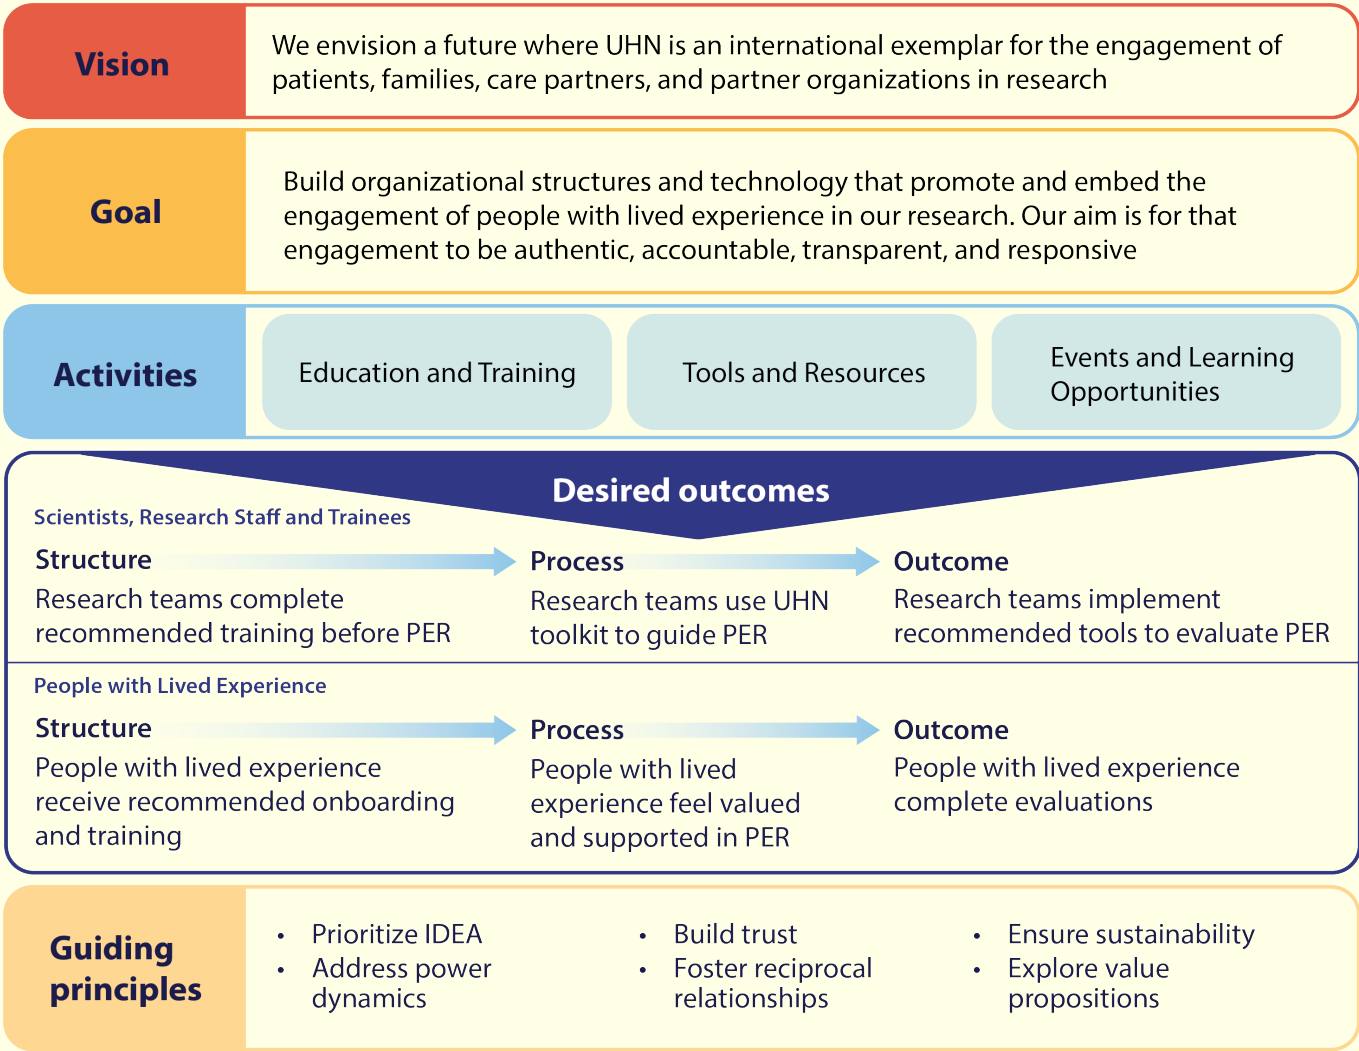 Vision
We envision a future where UHN is an international exemplar for the engagement of
patients, families, care partners, and partner organizations in research
Goal
Build organizational structures and technology that promote and embed the
engagement of people with lived experience in our research. Our aim is for that
engagement to be authentic, accountable, transparent, and responsive
Activities
Education and Training
Tools and Resources
Events and Learning
Opportunities
Desired outcomes
Scientists, Research Staff and Trainees
Structure
Research teams complete
recommended training before PER
Process
Research teams use UHN
toolkit to guide PER
Outcome
Research teams implement
recommended tools to evaluate PER
People with Lived Experience
Structure
People with lived experience
receive recommended onboarding
and training
Process
People with lived
experience feel valued
and supported in PER
Outcome
People with lived experience
complete evaluations
Guiding
principles
• Prioritize IDEA
• Address power
dynamics
• Build trust
• Foster reciprocal
relationships
• Ensure sustainability
• Explore value
propositions